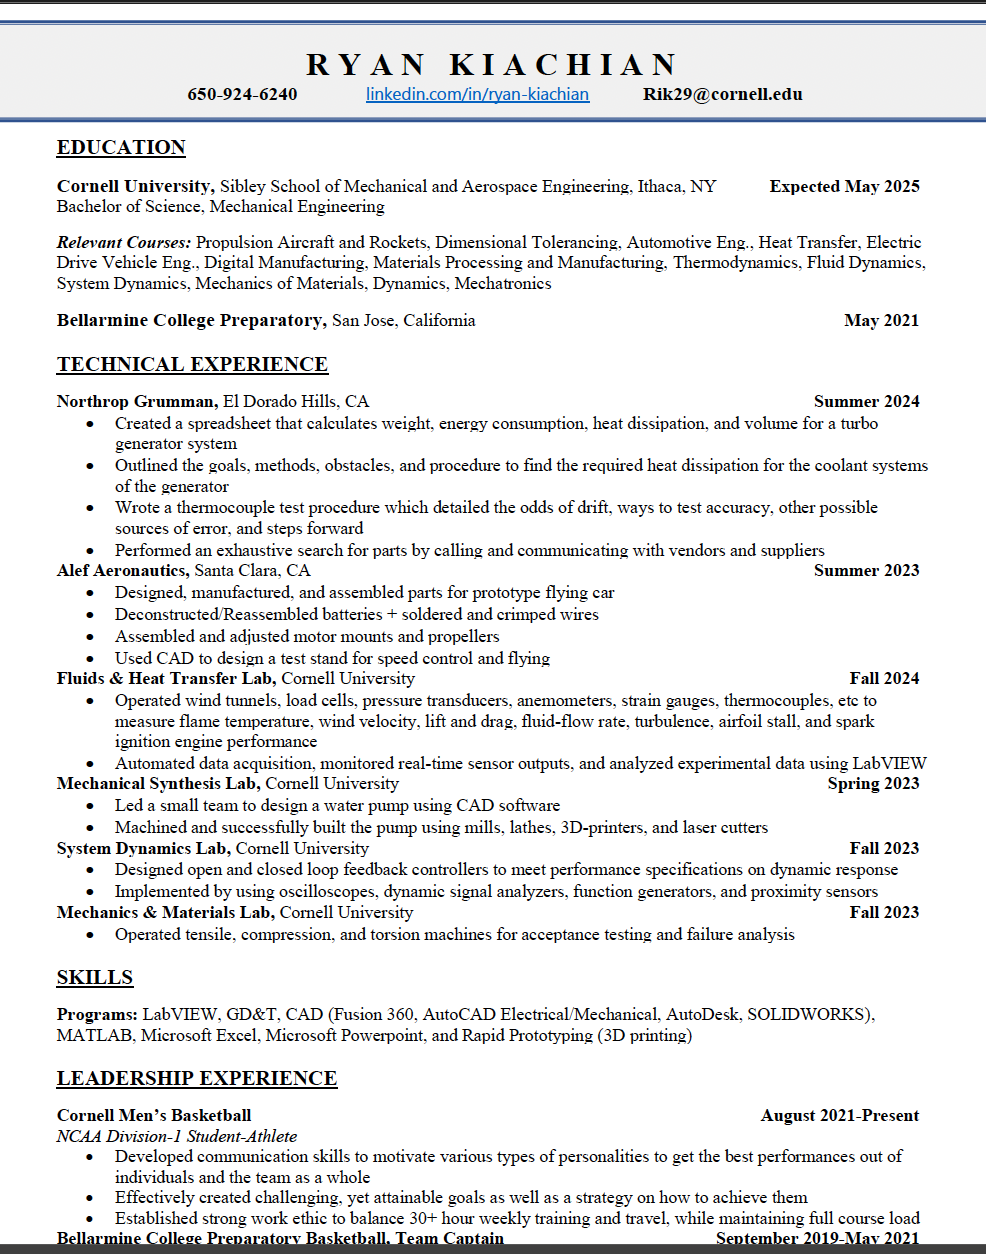 RYAN KIACHIAN
650-924-6240 linkedin.com/in/ryan-kiachian Rik29@cornell.edu
EDUCATION
Cornell University, Sibley School of Mechanical and Aerospace Engineering, Ithaca, NY Expected May 2025
Bachelor of Science, Mechanical Engineering
Relevant Courses: Propulsion Aircraft and Rockets, Dimensional Tolerancing, Automotive Eng., Heat Transfer, Electric
Drive Vehicle Eng., Digital Manufacturing, Materials Processing and Manufacturing, Thermodynamics, Fluid Dynamics,
System Dynamics, Mechanics of Materials, Dynamics, Mechatronics
Bellarmine College Preparatory, San Jose, California May 2021
TECHNICAL EXPERIENCE
Northrop Grumman, El Dorado Hills, CA Summer 2024
• Created a spreadsheet that calculates weight, energy consumption, heat dissipation, and volume for a turbo
generator system
• Outlined the goals, methods, obstacles, and procedure to find the required heat dissipation for the coolant systems
of the generator
• Wrote a thermocouple test procedure which detailed the odds of drift, ways to test accuracy, other possible
sources of error, and steps forward
• Performed an exhaustive search for parts by calling and communicating with vendors and suppliers
Alef Aeronautics, Santa Clara, CA Summer 2023
• Designed, manufactured, and assembled parts for prototype flying car
• Deconstructed/Reassembled batteries + soldered and crimped wires
• Assembled and adjusted motor mounts and propellers
• Used CAD to design a test stand for speed control and flying
Fluids & Heat Transfer Lab, Cornell University Fall 2024
• Operated wind tunnels, load cells, pressure transducers, anemometers, strain gauges, thermocouples, etc to
measure flame temperature, wind velocity, lift and drag, fluid-flow rate, turbulence, airfoil stall, and spark
ignition engine performance
• Automated data acquisition, monitored real-time sensor outputs, and analyzed experimental data using LabVIEW
Mechanical Synthesis Lab, Cornell University Spring 2023
• Led a small team to design a water pump using CAD software
• Machined and successfully built the pump using mills, lathes, 3D-printers, and laser cutters
System Dynamics Lab, Cornell University Fall 2023
• Designed open and closed loop feedback controllers to meet performance specifications on dynamic response
• Implemented by using oscilloscopes, dynamic signal analyzers, function generators, and proximity sensors
Mechanics & Materials Lab, Cornell University Fall 2023
• Operated tensile, compression, and torsion machines for acceptance testing and failure analysis
SKILLS
Programs: LabVIEW, GD&T, CAD (Fusion 360, AutoCAD Electrical/Mechanical, AutoDesk, SOLIDWORKS),
MATLAB, Microsoft Excel, Microsoft Powerpoint, and Rapid Prototyping (3D printing)
LEADERSHIP EXPERIENCE
Cornell Men's Basketball August 2021-Present
NCAA Division-1 Student-Athlete
• Developed communication skills to motivate various types of personalities to get the best performances out of
individuals and the team as a whole
• Effectively created challenging, yet attainable goals as well as a strategy on how to achieve them
• Established strong work ethic to balance 30+ hour weekly training and travel, while maintaining full course load
Bellarmine College Preparatory Basketball, Team Captain September 2019-May 2021